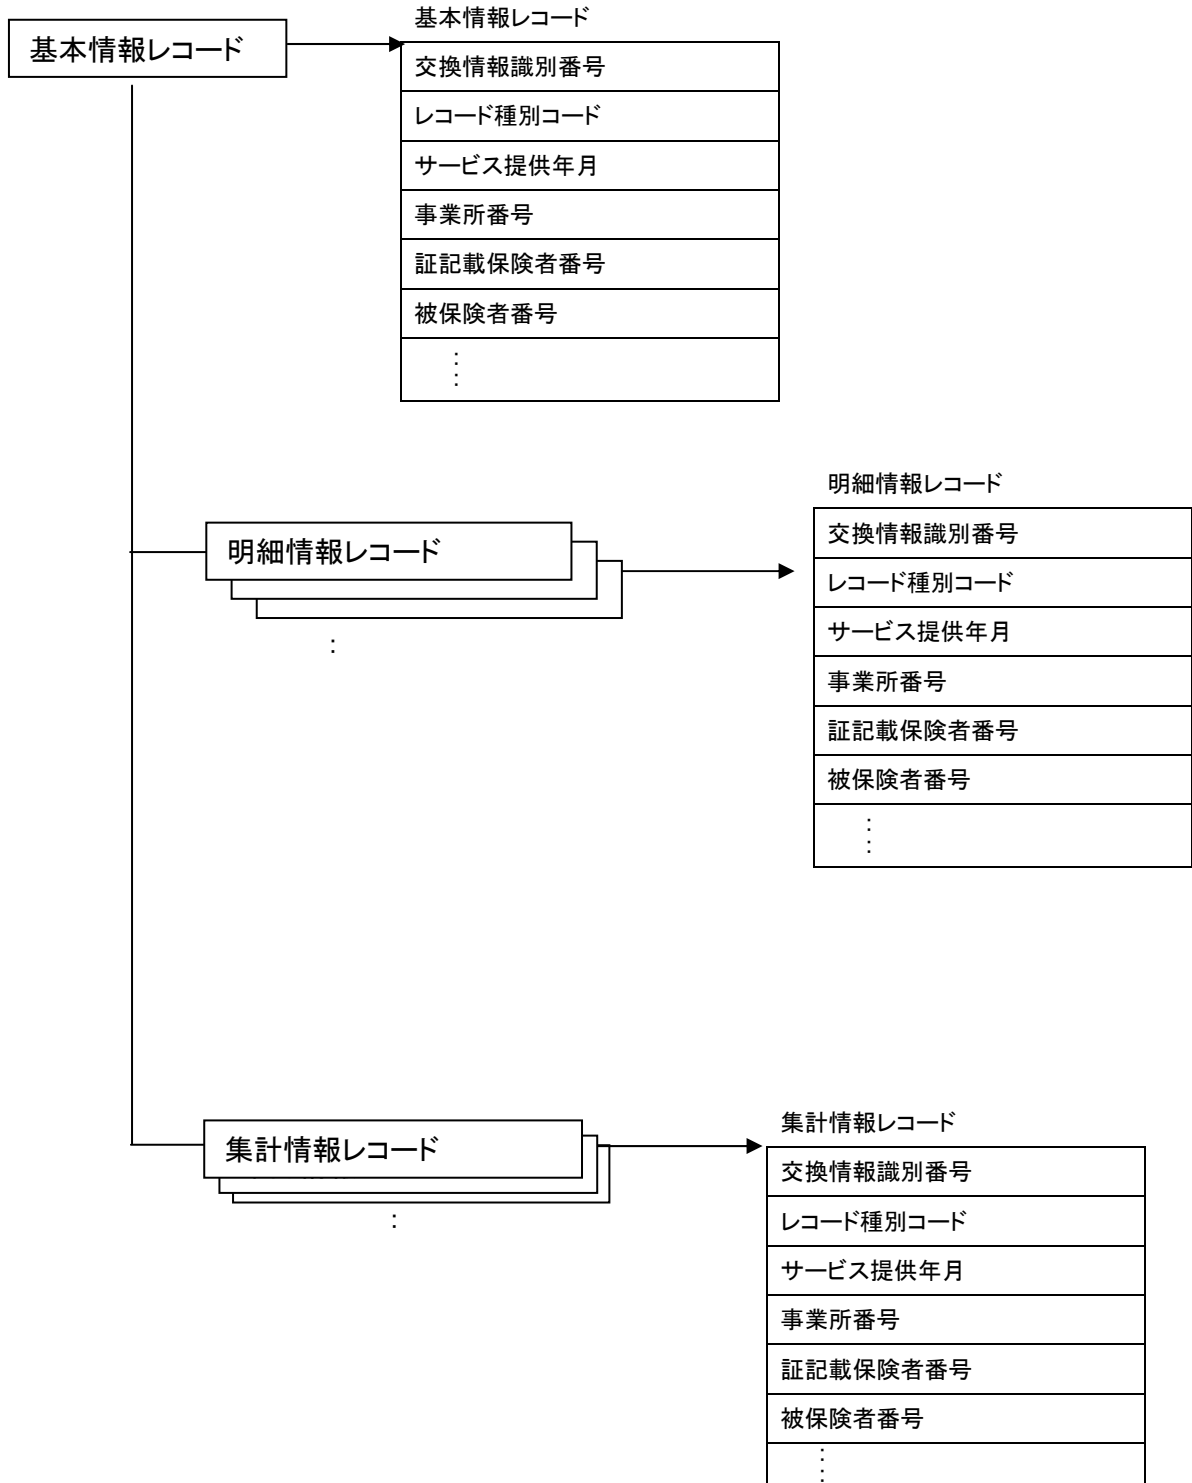 基本情報レコード
基本情報レコード
交換情報識別番号
レコード種別コード
サービス提供年月
事業所番号
証記載保険者番号
被保険者番号
:
:
明細情報レコード
:
明細情報レコード
交換情報識別番号
レコード種別コード
サービス提供年月
事業所番号
証記載保険者番号
被保険者番号
:
:
集計情報レコード
:
集計情報レコード
交換情報識別番号
レコード種別コード
サービス提供年月
事業所番号
証記載保険者番号
被保険者番号
:
: